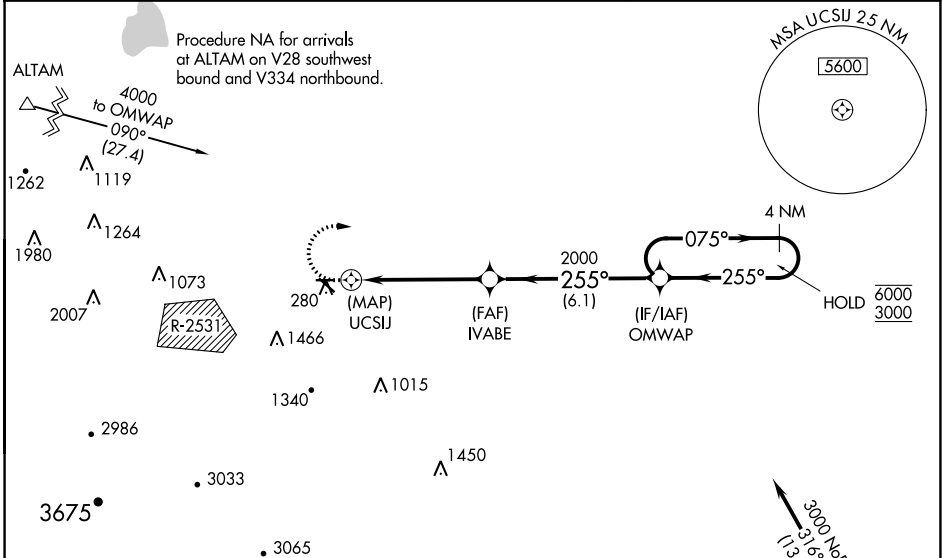 Procedure NA for arrivals
at ALTAM on V28 southwest
bound and V334 northbound.
MSA UCSIJ 25 NM
5600
ALTAM
4000
to OMWAP
090°
(27.4)
1262
1119
1264
1980
1073
2007
R-2531
280
(MAP)
UCSIJ
1466
1340
1015
2986
3033
1450
3675
3065
(FAF)
IVABE
2000
255°
(6.1)
(IF/IAF)
OMWAP
075°
255°
4 NM
HOLD
6000
3000
3000
316°